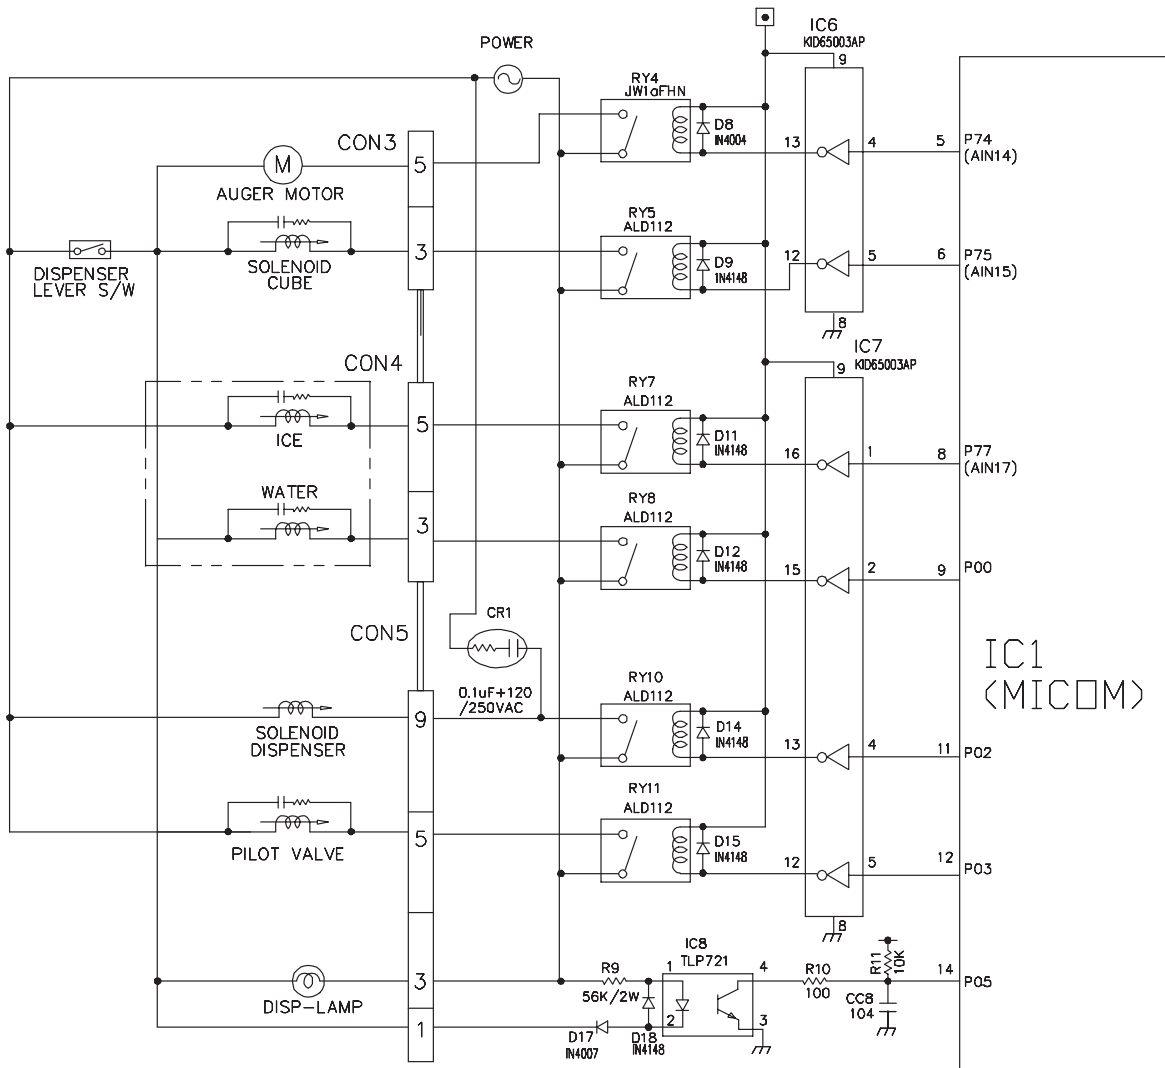 IC6
KID65003AP
POWER
9
RY4
JW1aFHN
CON3
D8
IN4004
13
4
5
P74
(AIN14)
M
5
AUGER MOTOR
RY5
ALD112
3
12
5
6
P75
(AIN15)
D9
1N4148
SOLENOID
CUBE
DISPENSER
LEVER S/W
8
IC7
KID65003AP
CON4
9
RY7
ALD112
5
ICE
D11
IN4148
16
1
8
P77
(AIN17)
WATER
RY8
ALD112
3
D12
IN4148
15
2
9
P00
CR1
CON5
IC1
(MICOM)
0.1uF+120
/250VAC
RY10
ALD112
9
SOLENOID
DISPENSER
D14
IN4148
13
4
11
P02
RY11
ALD112
5
PILOT VALVE
D15
IN4148
12
5
12
P03
8
IC8
TLP721
R11
10K
R9
1
4
R10
14
P05
3
56K/2W
100
DISP-LAMP
CC8
104
1
2
3
D17
IN4007
D18
IN4148